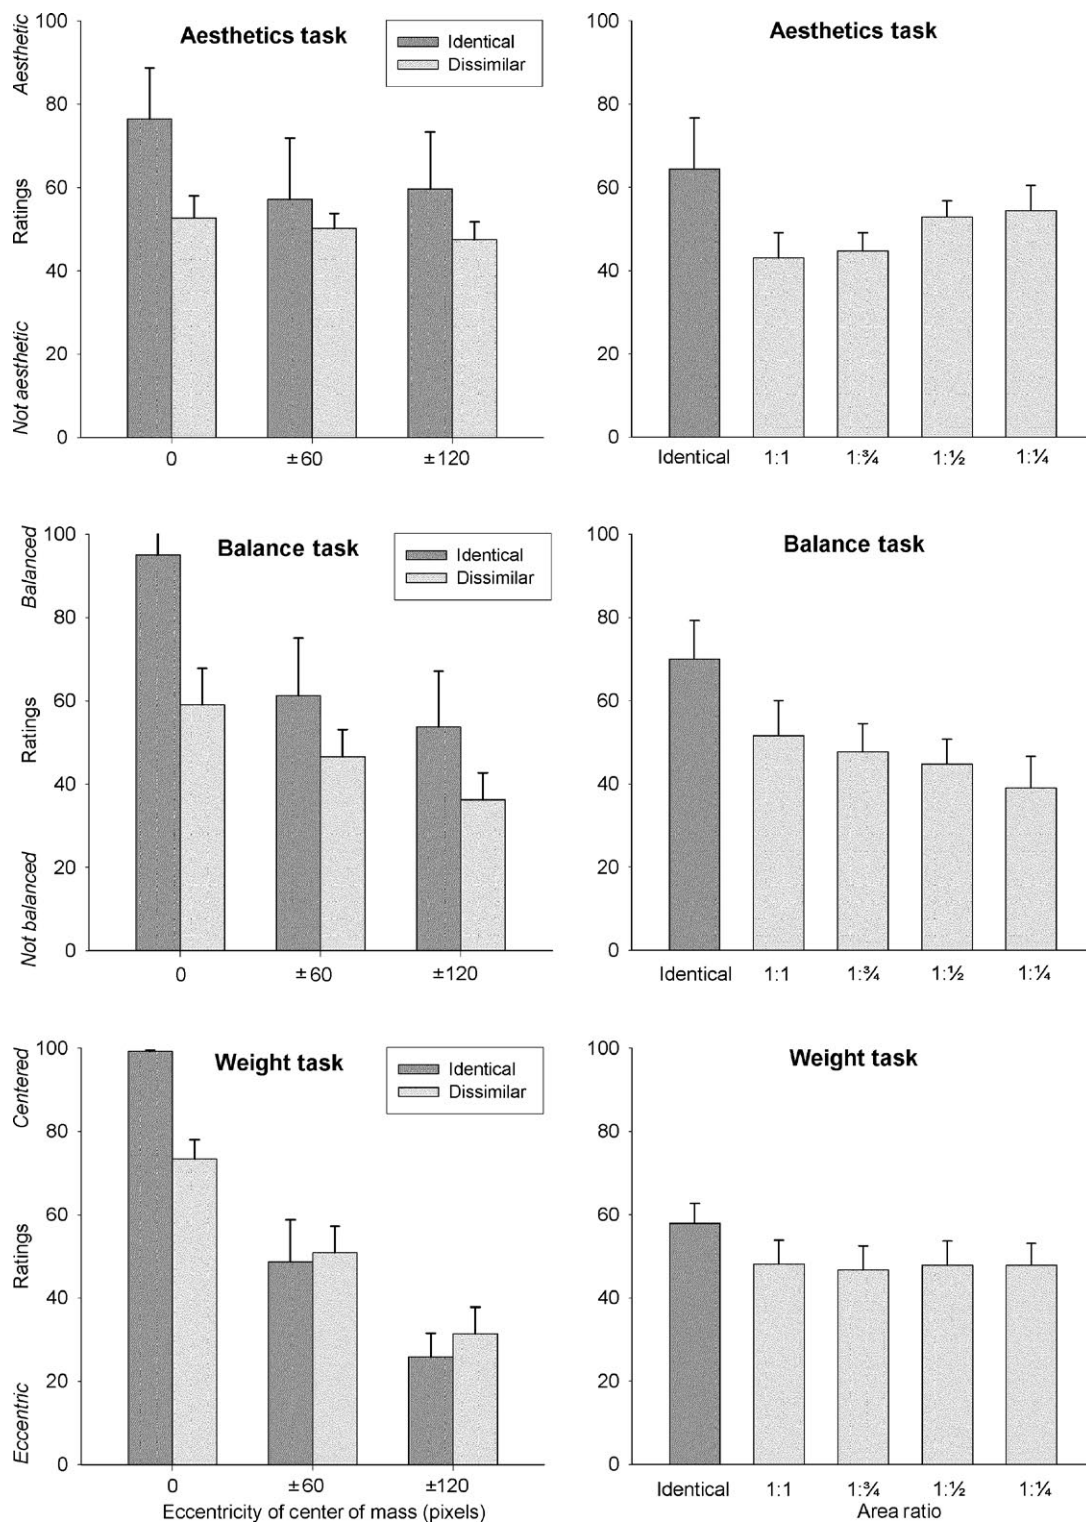 Aesthetics task
Identical
Dissimilar
100
80
60
40
20
0
Aesthetic
Ratings
Not aesthetic
0 ±60 ±120
Aesthetics task
100
80
60
40
20
0
Identical 1:1 1:¾ 1:½ 1:¼
Balance task
Identical
Dissimilar
100
80
60
40
20
0
Balanced
Ratings
Not balanced
0 ±60 ±120
Balance task
100
80
60
40
20
0
Identical 1:1 1:¾ 1:½ 1:¼
Weight task
Identical
Dissimilar
100
80
60
40
20
0
Centered
Ratings
Eccentric
0 ±60 ±120
Eccentricity of center of mass (pixels)
Weight task
100
80
60
40
20
0
Identical 1:1 1:¾ 1:½ 1:¼
Area ratio